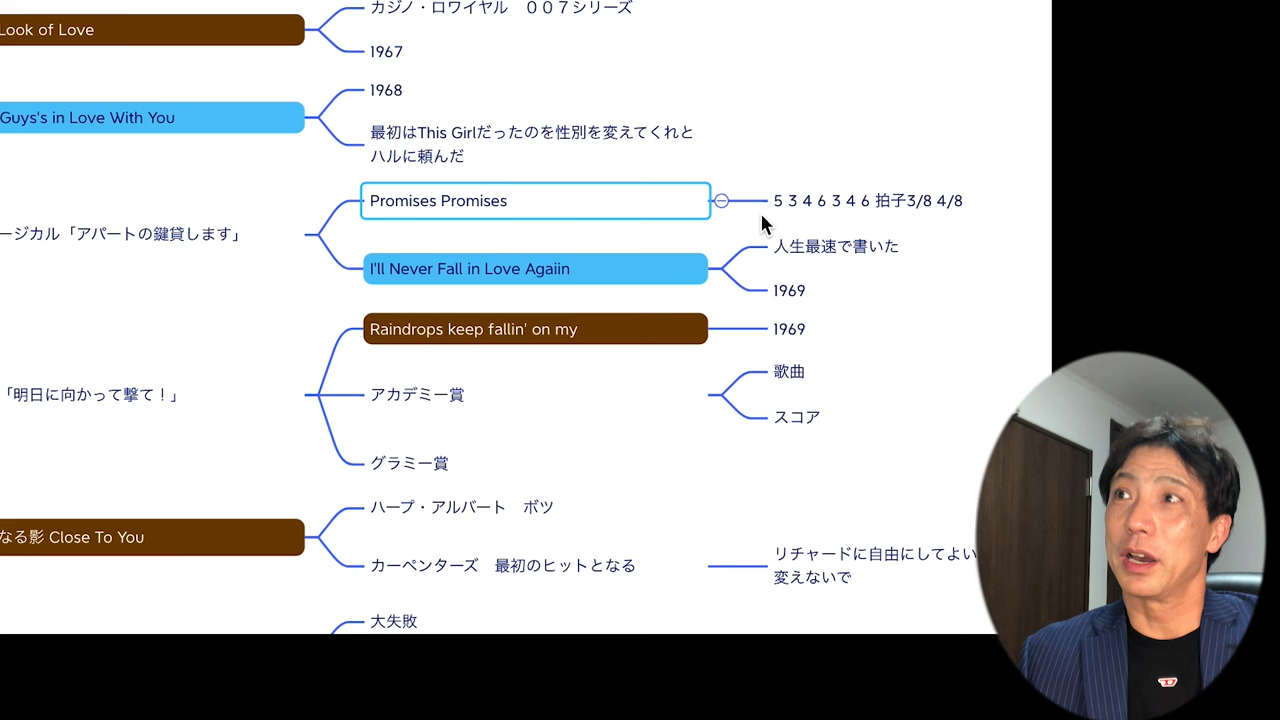 カジノ・ロワイヤル　００７シリーズ
Look of Love
1967
1968
Guys's in Love With You
最初はThis Girlだったのを性別を変えてくれと
ハルに頼んだ
Promises Promises
5 3 4 6 3 4 6 拍子3/8 4/8
ージカル「アパートの鍵貸します」
人生最速で書いた
I'll Never Fall in Love Agaiin
1969
Raindrops keep fallin' on my
1969
歌曲
「明日に向かって撃て！」
アカデミー賞
スコア
グラミー賞
ハープ・アルバート　ボツ
なる影 Close To You
カーペンターズ　最初のヒットとなる
リチャードに自由にしてよい
変えないで
大失敗